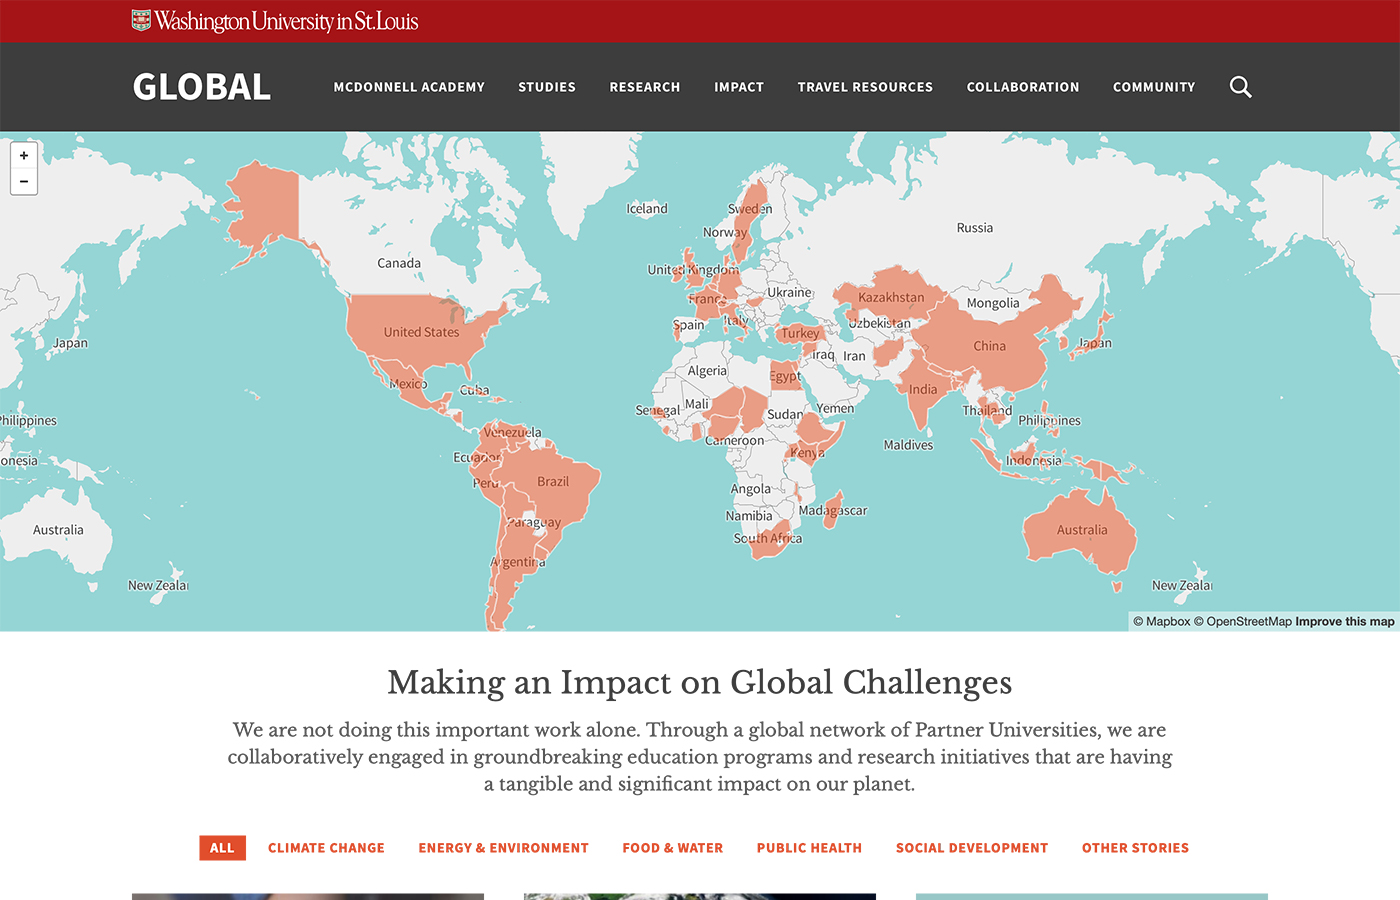 Washington University in St. Louis
GLOBAL
MCDONNELL ACADEMY STUDIES RESEARCH IMPACT TRAVEL RESOURCES COLLABORATION COMMUNITY
+
−
Iceland
Sweden
Norway
Russia
Canada
United Kingdom
Ukraine
France
Kazakhstan
Mongolia
Spain
Italy
Turkey
Uzbekistan
United States
Japan
Iraq
Iran
China
Japan
Algeria
Egypt
India
Mexico
Cuba
Senegal
Mali
Sudan
Yemen
Thailand
Philippines
Philippines
Venezuela
Cameroon
Maldives
Kenya
Ecuador
onesia
Indonesia
Peru
Brazil
Angola
Madagascar
Namibia
Paraguay
Australia
South Africa
Australia
Argentina
New Zeala
New Zeala
© Mapbox © OpenStreetMap Improve this map
Making an Impact on Global Challenges
We are not doing this important work alone. Through a global network of Partner Universities, we are
collaboratively engaged in groundbreaking education programs and research initiatives that are having
a tangible and significant impact on our planet.
ALL CLIMATE CHANGE ENERGY & ENVIRONMENT FOOD & WATER PUBLIC HEALTH SOCIAL DEVELOPMENT OTHER STORIES